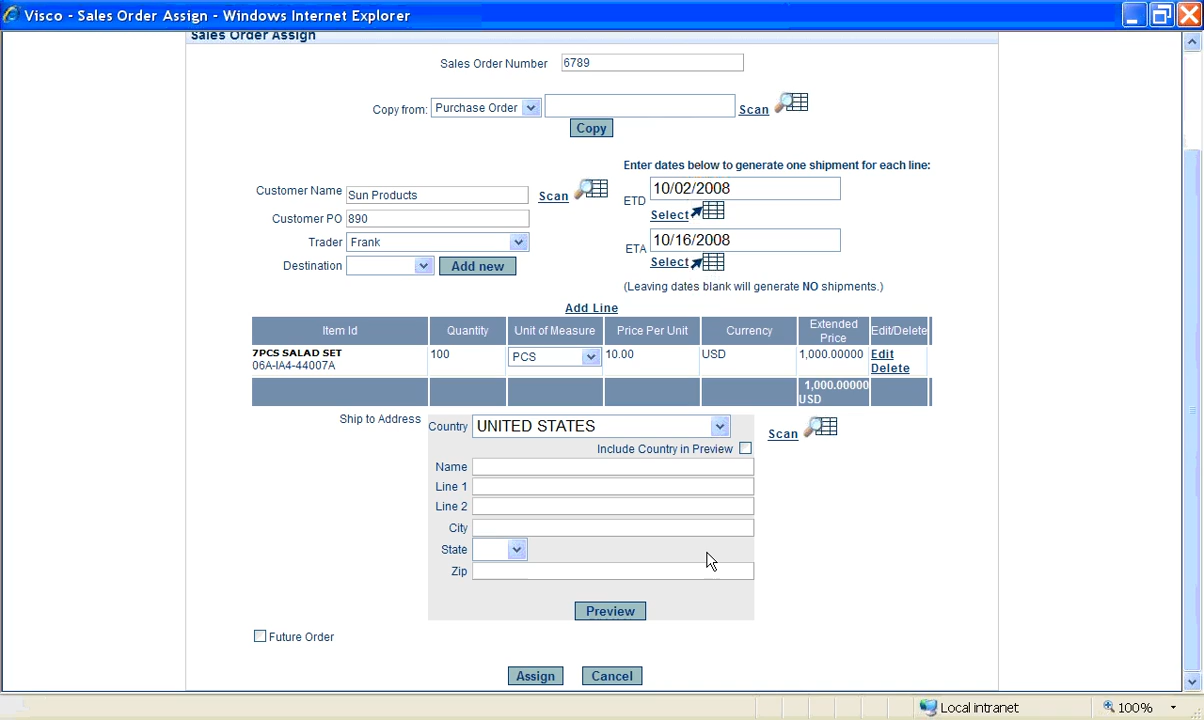 Visco - Sales Order Assign - Windows Internet Explorer
Sales Order Assign
Sales Order Number 6789
Copy from: Purchase Order Scan
Copy
Enter dates below to generate one shipment for each line:
Customer Name Sun Products Scan
ETD 10/02/2008
Select
Customer PO 890
Trader Frank
ETA 10/16/2008
Select
Destination Add new
(Leaving dates blank will generate NO shipments.)
Add Line
Item Id Quantity Unit of Measure Price Per Unit Currency Extended Price Edit/Delete
7PCS SALAD SET 100 PCS 10.00 USD 1,000.00000 Edit
06A-IA4-44007A Delete
1,000.00000
USD
Ship to Address Country UNITED STATES Scan
Include Country in Preview
Name
Line 1
Line 2
City
State
Zip
Preview
Future Order
Assign Cancel
Local intranet 100%